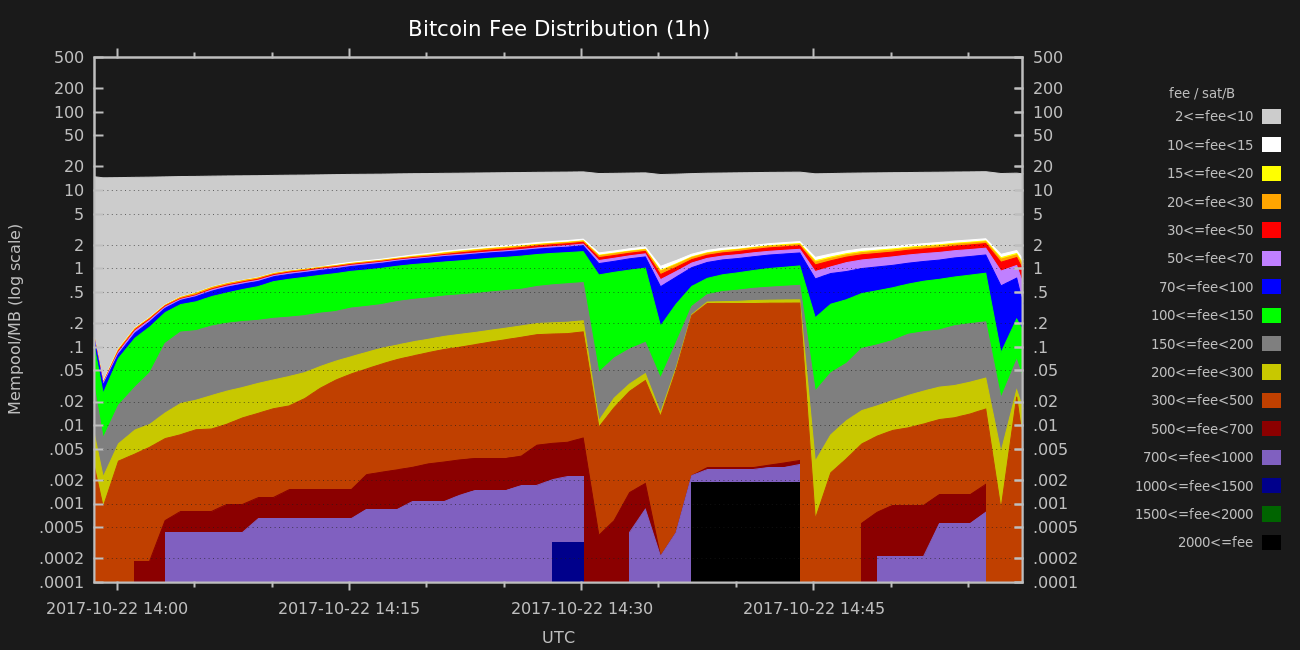 Bitcoin Fee Distribution (1h)
500 500
200 200
100 100
50 50
20 20
10 10
5 5
2 2
1 1
.5 .5
.2 .2
.1 .1
.05 .05
.02 .02
.01 .01
.005 .005
.002 .002
.001 .001
.0005 .0005
.0002 .0002
.0001 .0001
Mempool/MB (log scale)
2017-10-22 14:00 2017-10-22 14:15 2017-10-22 14:30 2017-10-22 14:45
UTC
fee / sat/B
2<=fee<10
10<=fee<15
15<=fee<20
20<=fee<30
30<=fee<50
50<=fee<70
70<=fee<100
100<=fee<150
150<=fee<200
200<=fee<300
300<=fee<500
500<=fee<700
700<=fee<1000
1000<=fee<1500
1500<=fee<2000
2000<=fee